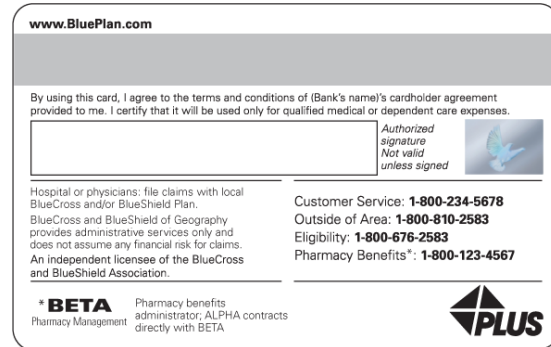 www.BluePlan.com
By using this card, I agree to the terms and conditions of (Bank's name)'s cardholder agreement
provided to me. I certify that it will be used only for qualified medical or dependent care expenses.
Authorized
signature
Not valid
unless signed
Hospital or physicians: file claims with local
BlueCross and/or BlueShield Plan.
BlueCross and BlueShield of Geography
provides administrative services only and
does not assume any financial risk for claims.
An independent licensee of the BlueCross
and BlueShield Association.
Customer Service: 1-800-234-5678
Outside of Area: 1-800-810-2583
Eligibility: 1-800-676-2583
Pharmacy Benefits*: 1-800-123-4567
* BETA
Pharmacy Management
Pharmacy benefits
administrator; ALPHA contracts
directly with BETA
PLUS